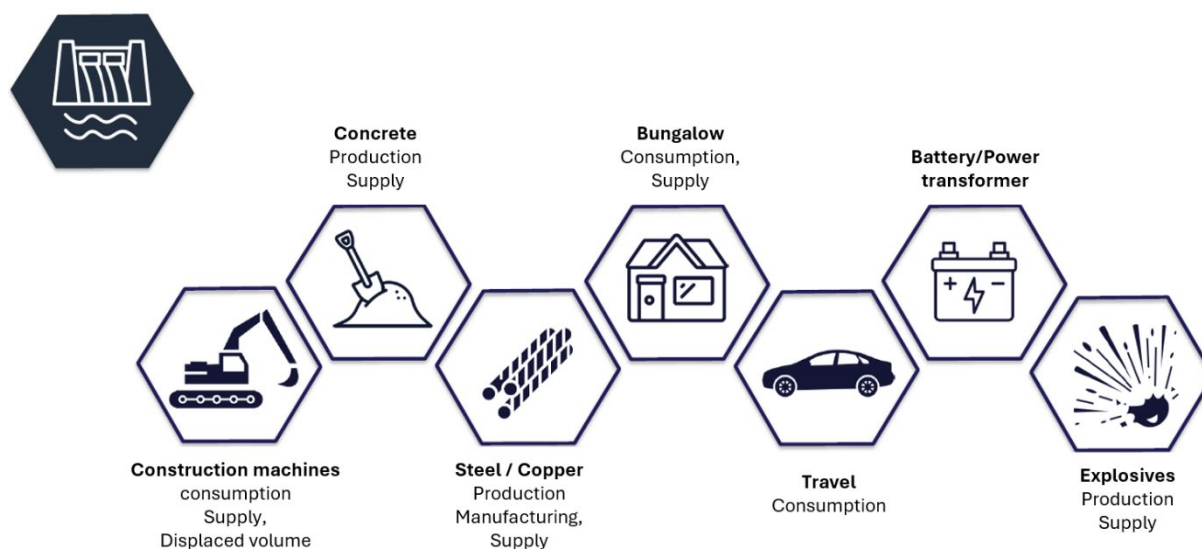 Concrete
Production
Supply
Bungalow
Consumption,
Supply
Battery/Power
transformer
Construction machines
consumption
Supply,
Displaced volume
Steel / Copper
Production
Manufacturing,
Supply
Travel
Consumption
Explosives
Production
Supply